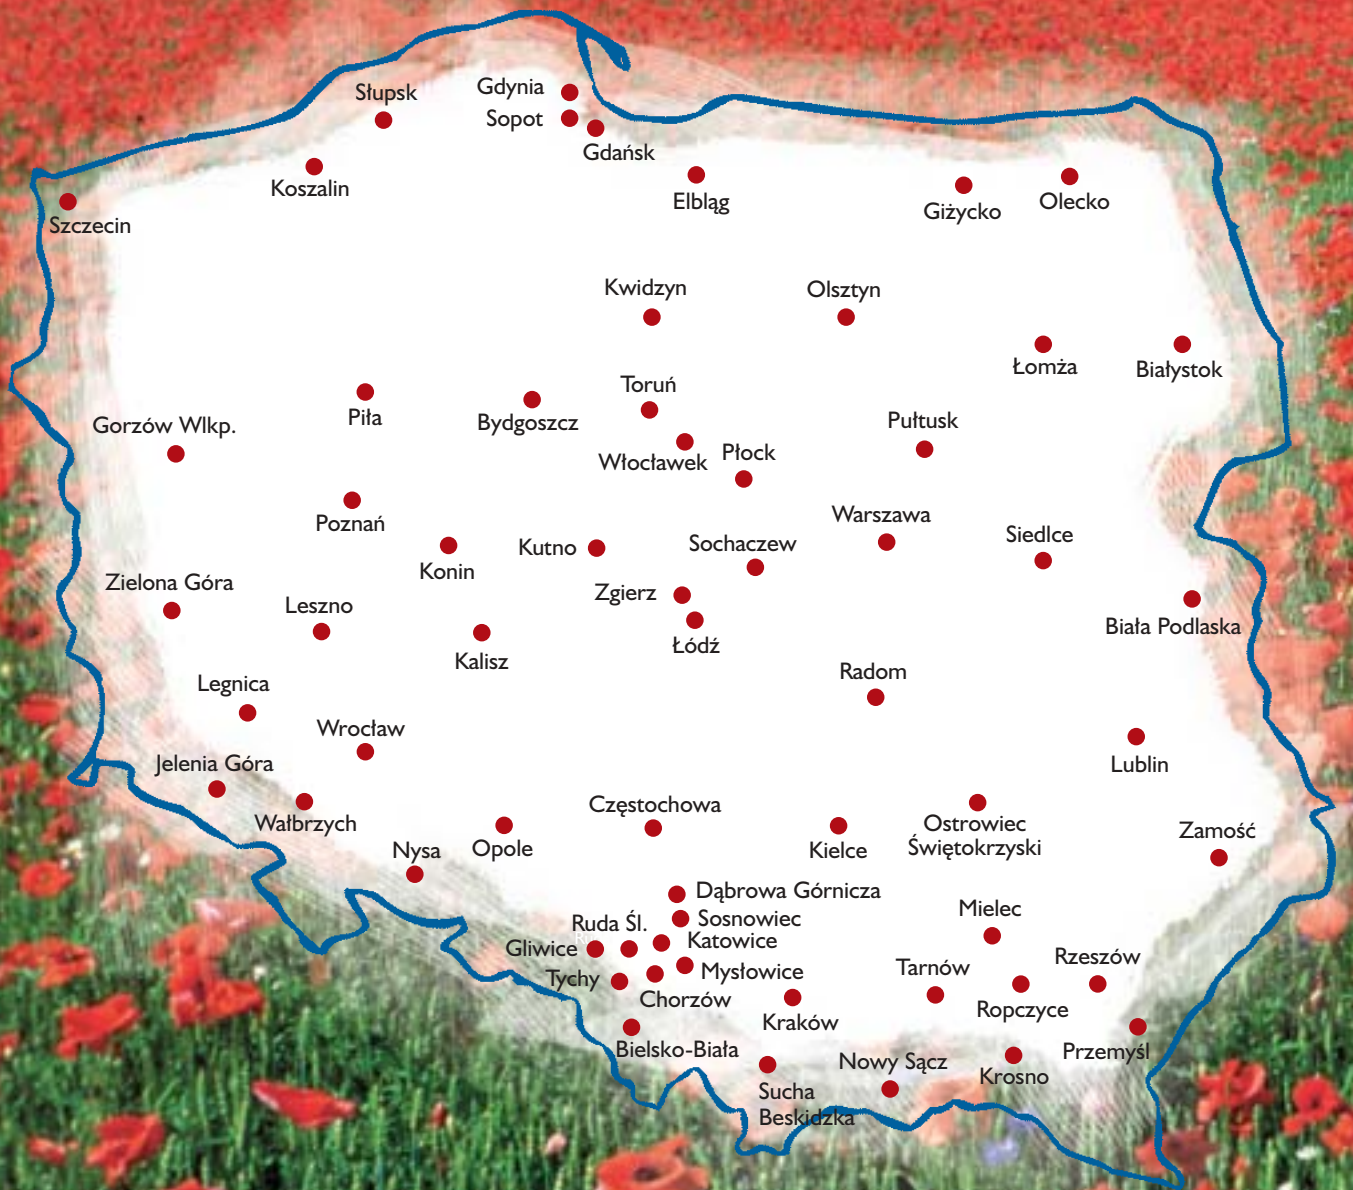 Słupsk
Gdynia
Sopot
Gdańsk
Koszalin
Szczecin
Elbląg
Giżycko
Olecko
Kwidzyn
Olsztyn
Łomża
Białystok
Piła
Bydgoszcz
Toruń
Włocławek
Płock
Pułtusk
Gorzów Wlkp.
Poznań
Konin
Kutno
Sochaczew
Warszawa
Siedlce
Zielona Góra
Leszno
Kalisz
Zgierz
Łódź
Biała Podlaska
Legnica
Wrocław
Radom
Lublin
Jelenia Góra
Wałbrzych
Nysa
Opole
Częstochowa
Kielce
Ostrowiec
Świętokrzyski
Zamość
Dąbrowa Górnicza
Sosnowiec
Ruda Śl.
Katowice
Gliwice
Tychy
Mysłowice
Chorzów
Mielec
Tarnów
Rzeszów
Ropczyce
Kraków
Bielsko-Biała
Sucha
Beskidzka
Nowy Sącz
Krosno
Przemyśl